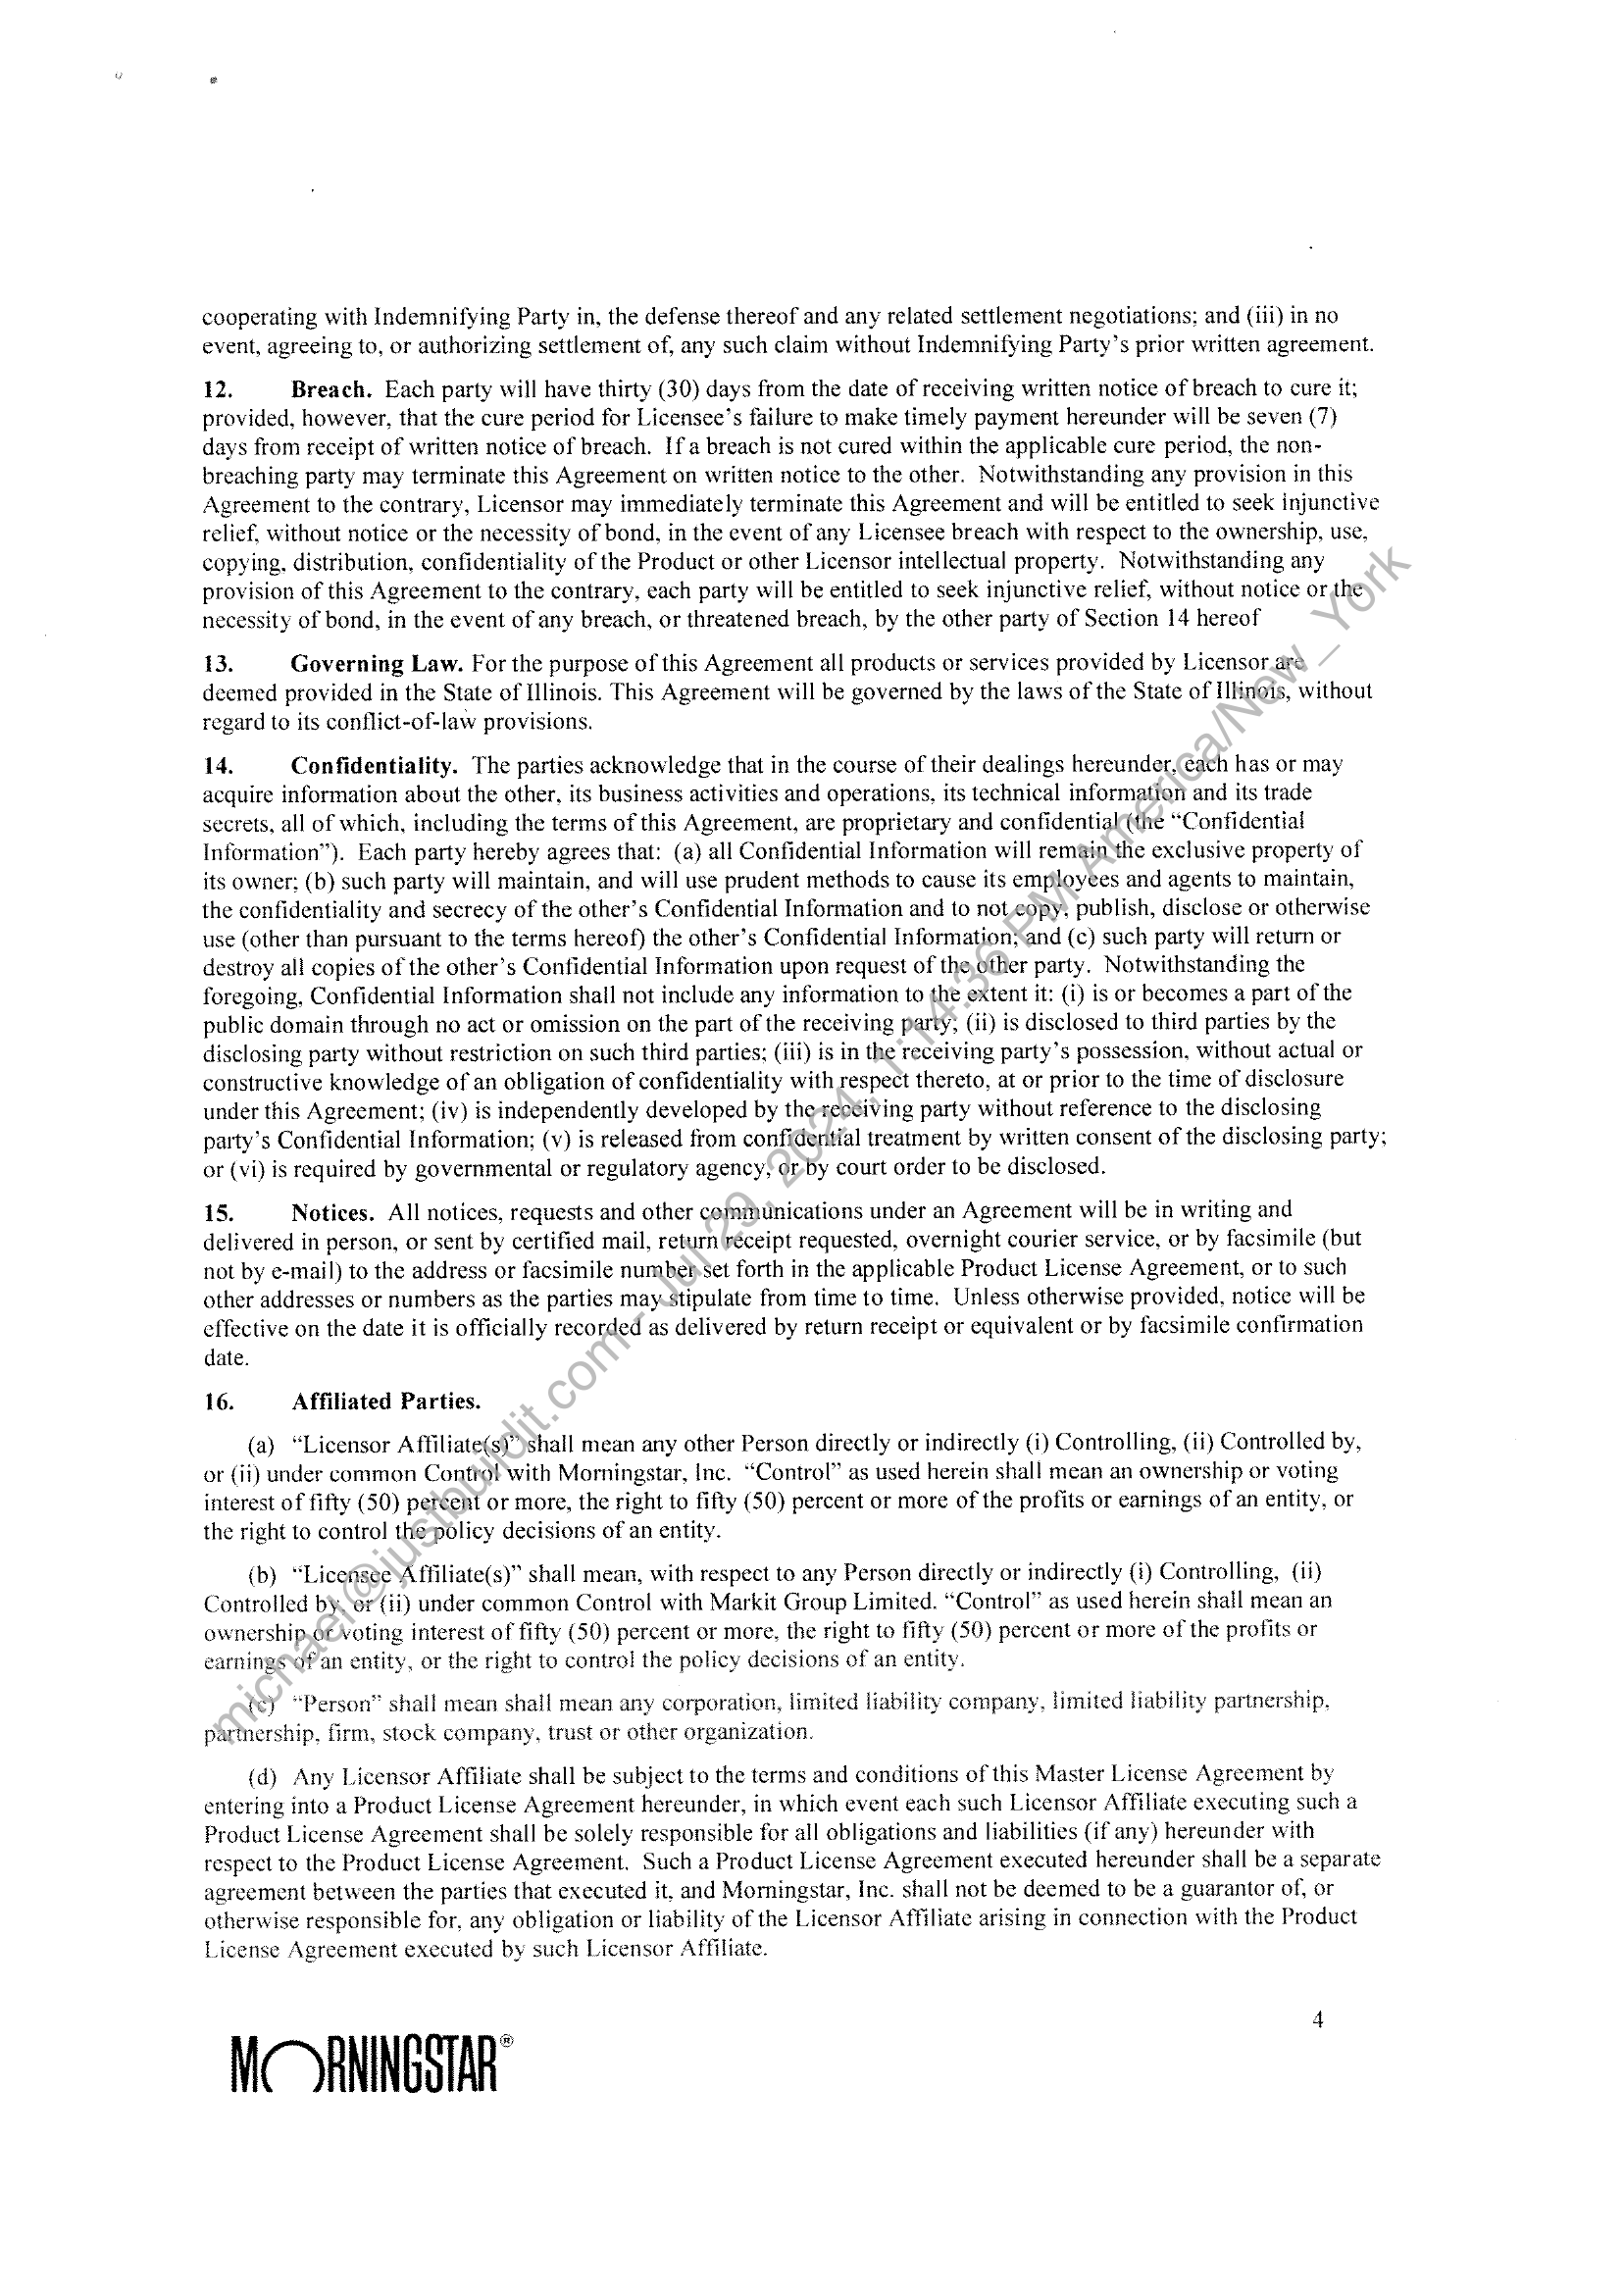 cooperating with Indemnifying Party in, the defense thereof and any related settlement negotiations; and (iii) in no
event, agreeing to, or authorizing settlement of, any such claim without Indemnifying Party's prior written agreement.
12. Breach. Each party will have thirty (30) days from the date of receiving written notice of breach to cure it;
provided, however, that the cure period for Licensee's failure to make timely payment hereunder will be seven (7)
days from receipt of written notice of breach. If a breach is not cured within the applicable cure period, the non-
breaching party may terminate this Agreement on written notice to the other. Notwithstanding any provision in this
Agreement to the contrary, Licensor may immediately terminate this Agreement and will be entitled to seek injunctive
relief, without notice or the necessity of bond, in the event of any Licensee breach with respect to the ownership, use,
copying, distribution, confidentiality of the Product or other Licensor intellectual property. Notwithstanding any
provision of this Agreement to the contrary, each party will be entitled to seek injunctive relief, without notice or the
necessity of bond, in the event of any breach, or threatened breach, by the other party of Section 14 hereof
13. Governing Law. For the purpose of this Agreement all products or services provided by Licensor are
deemed provided in the State of Illinois. This Agreement will be governed by the laws of the State of Illinois, without
regard to its conflict-of-law provisions.
14. Confidentiality. The parties acknowledge that in the course of their dealings hereunder, each has or may
acquire information about the other, its business activities and operations, its technical information and its trade
secrets, all of which, including the terms of this Agreement, are proprietary and confidential (the “Confidential
Information”). Each party hereby agrees that: (a) all Confidential Information will remain the exclusive property of
its owner; (b) such party will maintain, and will use prudent methods to cause its employees and agents to maintain,
the confidentiality and secrecy of the other's Confidential Information and to not copy, publish, disclose or otherwise
use (other than pursuant to the terms hereof) the other's Confidential Information; and (c) such party will return or
destroy all copies of the other's Confidential Information upon request of the other party. Notwithstanding the
foregoing, Confidential Information shall not include any information to the extent it: (i) is or becomes a part of the
public domain through no act or omission on the part of the receiving party; (ii) is disclosed to third parties by the
disclosing party without restriction on such third parties; (iii) is in the receiving party's possession, without actual or
constructive knowledge of an obligation of confidentiality with respect thereto, at or prior to the time of disclosure
under this Agreement; (iv) is independently developed by the receiving party without reference to the disclosing
party's Confidential Information; (v) is released from confidential treatment by written consent of the disclosing party;
or (vi) is required by governmental or regulatory agency, or by court order to be disclosed.
15. Notices. All notices, requests and other communications under an Agreement will be in writing and
delivered in person, or sent by certified mail, return receipt requested, overnight courier service, or by facsimile (but
not by e-mail) to the address or facsimile number set forth in the applicable Product License Agreement, or to such
other addresses or numbers as the parties may stipulate from time to time. Unless otherwise provided, notice will be
effective on the date it is officially recorded as delivered by return receipt or equivalent or by facsimile confirmation
date.
16. Affiliated Parties.
(a) “Licensor Affiliate(s)” shall mean any other Person directly or indirectly (i) Controlling, (ii) Controlled by,
or (ii) under common Control with Morningstar, Inc. “Control” as used herein shall mean an ownership or voting
interest of fifty (50) percent or more, the right to fifty (50) percent or more of the profits or earnings of an entity, or
the right to control the policy decisions of an entity.
(b) “Licensee Affiliate(s)” shall mean, with respect to any Person directly or indirectly (i) Controlling, (ii)
Controlled by, or (ii) under common Control with Markit Group Limited. “Control” as used herein shall mean an
ownership or voting interest of fifty (50) percent or more, the right to fifty (50) percent or more of the profits or
earnings of an entity, or the right to control the policy decisions of an entity.
(c) “Person” shall mean shall mean any corporation, limited liability company, limited liability partnership,
partnership, firm, stock company, trust or other organization.
(d) Any Licensor Affiliate shall be subject to the terms and conditions of this Master License Agreement by
entering into a Product License Agreement hereunder, in which event each such Licensor Affiliate executing such a
Product License Agreement shall be solely responsible for all obligations and liabilities (if any) hereunder with
respect to the Product License Agreement. Such a Product License Agreement executed hereunder shall be a separate
agreement between the parties that executed it, and Morningstar, Inc. shall not be deemed to be a guarantor of, or
otherwise responsible for, any obligation or liability of the Licensor Affiliate arising in connection with the Product
License Agreement executed by such Licensor Affiliate.
4
MORNINGSTAR®
michael@justbuildit.com - Jul 29, 2024, 1:14:36 PM America/New_York